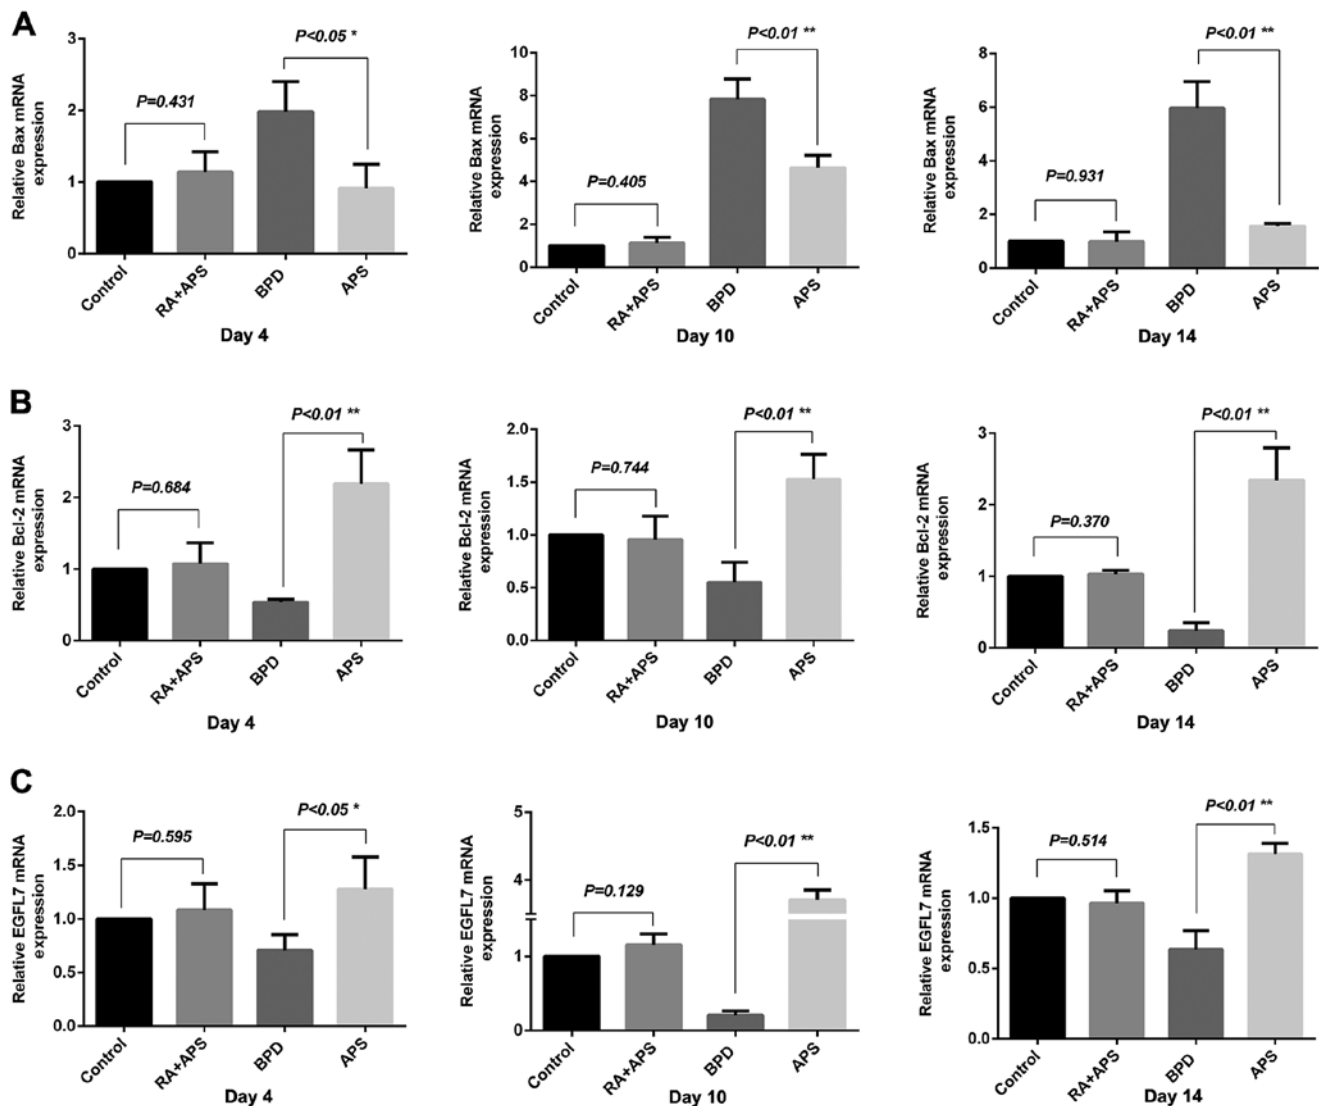 A
Relative Bax mRNA
expression
3
2
1
0
P=0.431
P<0.05 *
Control
RA+APS
BPD
APS
Day 4
Relative Bax mRNA
expression
10
8
6
4
2
0
P=0.405
P<0.01 **
Control
RA+APS
BPD
APS
Day 10
Relative Bax mRNA
expression
8
6
4
2
0
P=0.931
P<0.01 **
Control
RA+APS
BPD
APS
Day 14
B
Relative Bcl-2 mRNA
expression
3
2
1
0
P=0.684
P<0.01 **
Control
RA+APS
BPD
APS
Day 4
Relative Bcl-2 mRNA
expression
2.0
1.5
1.0
0.5
0.0
P=0.744
P<0.01 **
Control
RA+APS
BPD
APS
Day 10
Relative Bcl-2 mRNA
expression
3
2
1
0
P=0.370
P<0.01 **
Control
RA+APS
BPD
APS
Day 14
C
Relative EGFL7 mRNA
expression
2.0
1.5
1.0
0.5
0.0
P=0.595
P<0.05 *
Control
RA+APS
BPD
APS
Day 4
Relative EGFL7 mRNA
expression
5
4
1
0
P=0.129
P<0.01 **
Control
RA+APS
BPD
APS
Day 10
Relative EGFL7 mRNA
expression
1.5
1.0
0.5
0.0
P=0.514
P<0.01 **
Control
RA+APS
BPD
APS
Day 14